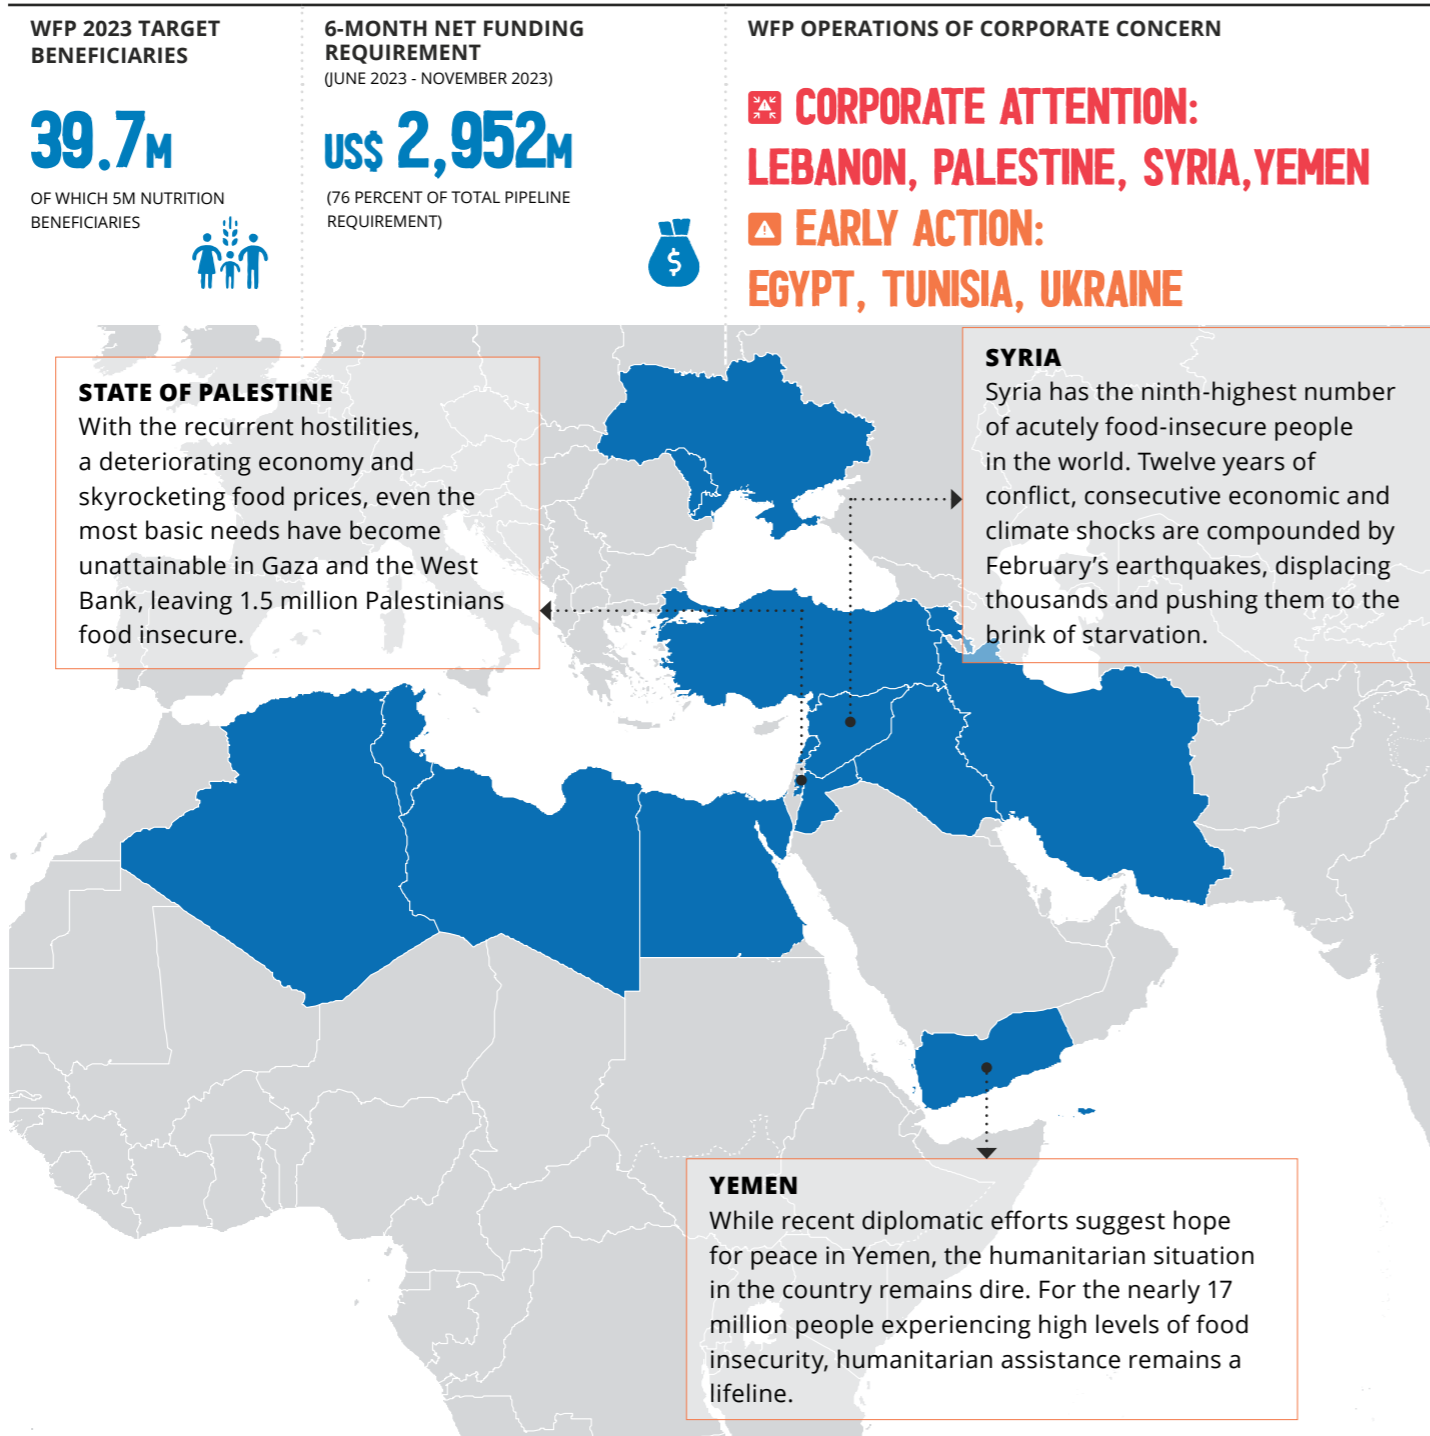 WFP 2023 TARGET
BENEFICIARIES
39.7M
OF WHICH 5M NUTRITION
BENEFICIARIES
6-MONTH NET FUNDING
REQUIREMENT
(JUNE 2023 - NOVEMBER 2023)
US$ 2,952M
(76 PERCENT OF TOTAL PIPELINE
REQUIREMENT)
$
WFP OPERATIONS OF CORPORATE CONCERN
CORPORATE ATTENTION:
LEBANON, PALESTINE, SYRIA,YEMEN
EARLY ACTION:
EGYPT, TUNISIA, UKRAINE
STATE OF PALESTINE
With the recurrent hostilities,
a deteriorating economy and
skyrocketing food prices, even the
most basic needs have become
unattainable in Gaza and the West
Bank, leaving 1.5 million Palestinians
food insecure.
SYRIA
Syria has the ninth-highest number
of acutely food-insecure people
in the world. Twelve years of
conflict, consecutive economic and
climate shocks are compounded by
February’s earthquakes, displacing
thousands and pushing them to the
brink of starvation.
YEMEN
While recent diplomatic efforts suggest hope
for peace in Yemen, the humanitarian situation
in the country remains dire. For the nearly 17
million people experiencing high levels of food
insecurity, humanitarian assistance remains a
lifeline.